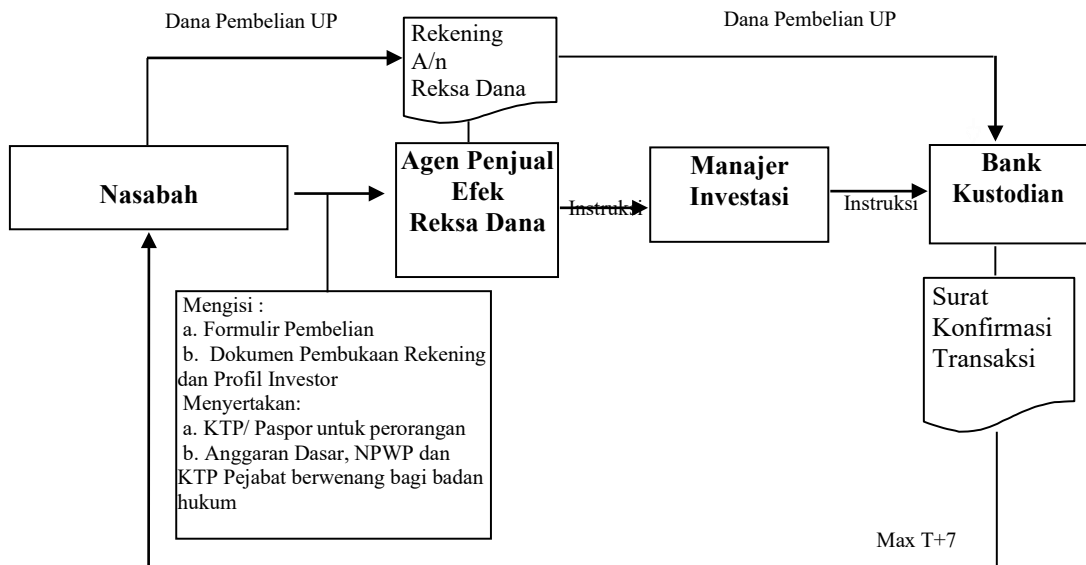 Dana Pembelian UP
Dana Pembelian UP
Rekening
A/n
Reksa Dana
Nasabah
Agen Penjual
Efek
Reksa Dana
Instruksi
Manajer
Investasi
Instruksi
Bank
Kustodian
Mengisi :
a. Formulir Pembelian
b. Dokumen Pembukaan Rekening
dan Profil Investor
Menyertakan:
a. KTP/ Paspor untuk perorangan
b. Anggaran Dasar, NPWP dan
KTP Pejabat berwenang bagi badan
hukum
Surat
Konfirmasi
Transaksi
Max T+7